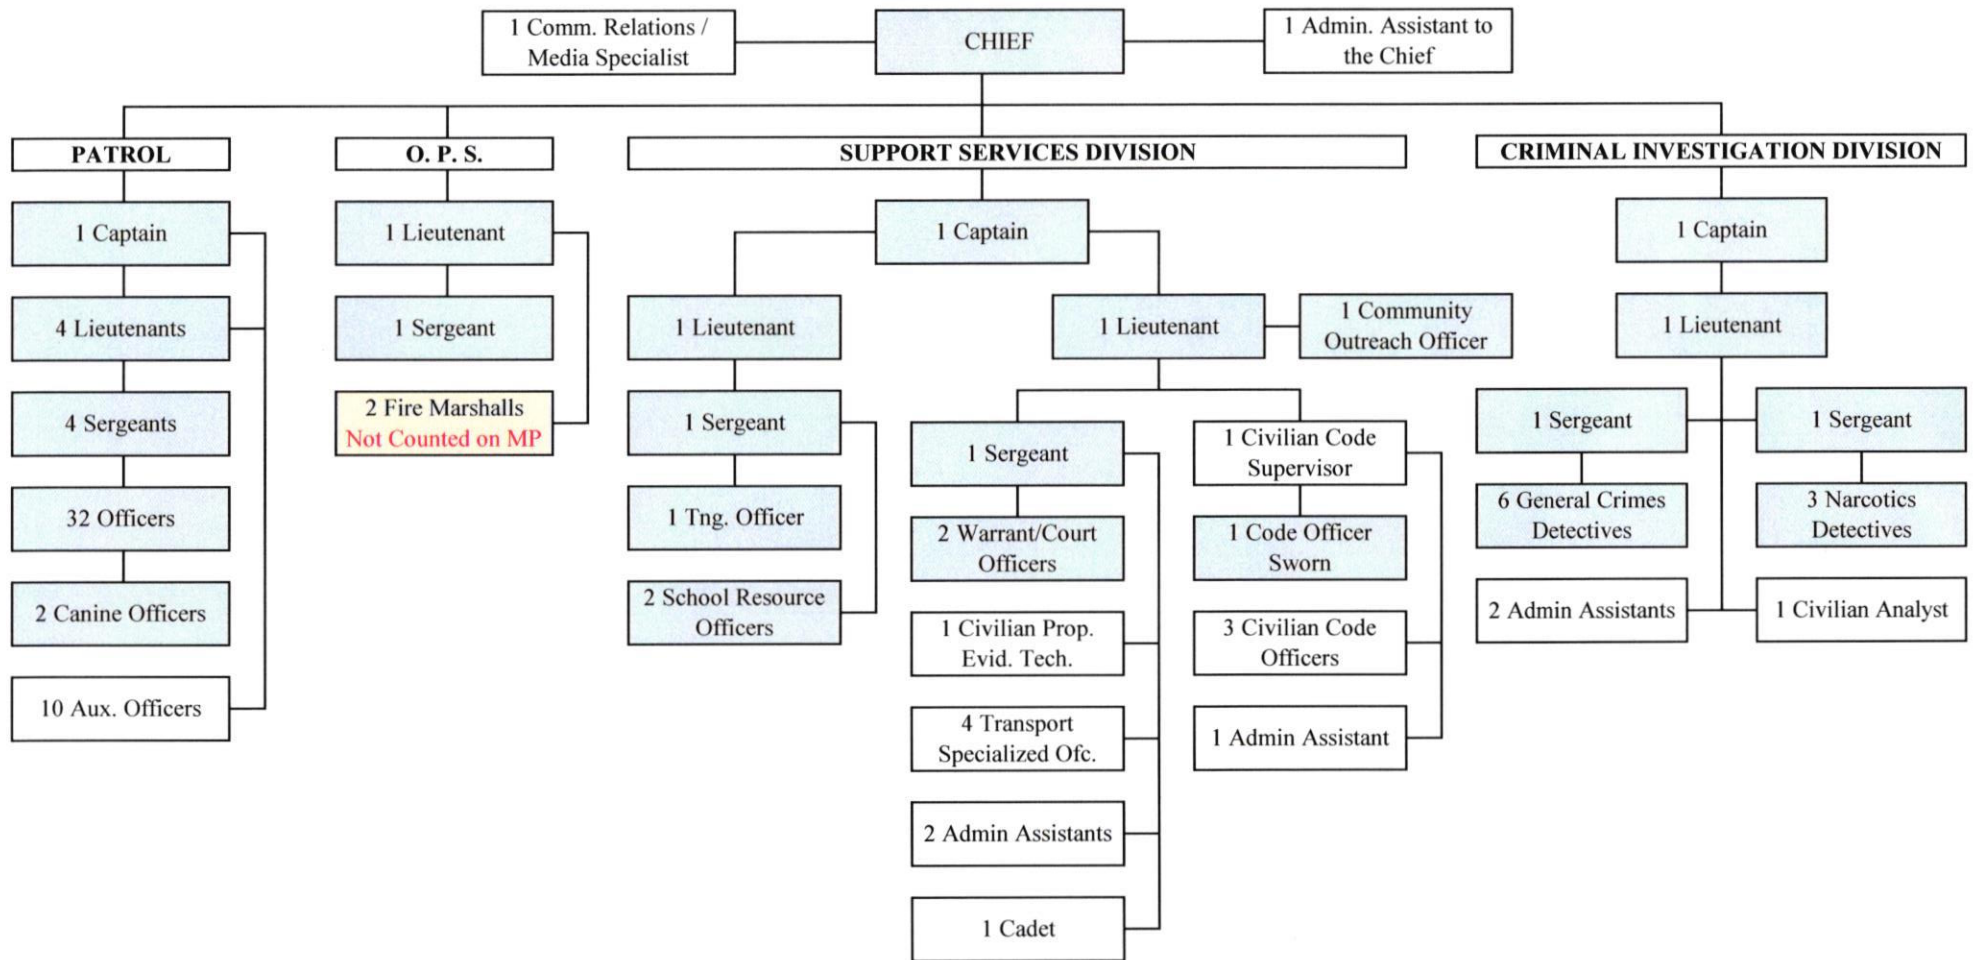 1 Comm. Relations /
Media Specialist
CHIEF
1 Admin. Assistant to
the Chief
PATROL
1 Captain
4 Lieutenants
4 Sergeants
32 Officers
2 Canine Officers
10 Aux. Officers
O. P. S.
1 Lieutenant
1 Sergeant
2 Fire Marshalls
Not Counted on MP
SUPPORT SERVICES DIVISION
1 Captain
1 Lieutenant
1 Sergeant
1 Tng. Officer
2 School Resource
Officers
1 Lieutenant
1 Community
Outreach Officer
1 Sergeant
2 Warrant/Court
Officers
1 Civilian Prop.
Evid. Tech.
4 Transport
Specialized Ofc.
2 Admin Assistants
1 Cadet
1 Civilian Code
Supervisor
1 Code Officer
Sworn
3 Civilian Code
Officers
1 Admin Assistant
CRIMINAL INVESTIGATION DIVISION
1 Captain
1 Lieutenant
1 Sergeant
6 General Crimes
Detectives
2 Admin Assistants
1 Sergeant
3 Narcotics
Detectives
1 Civilian Analyst